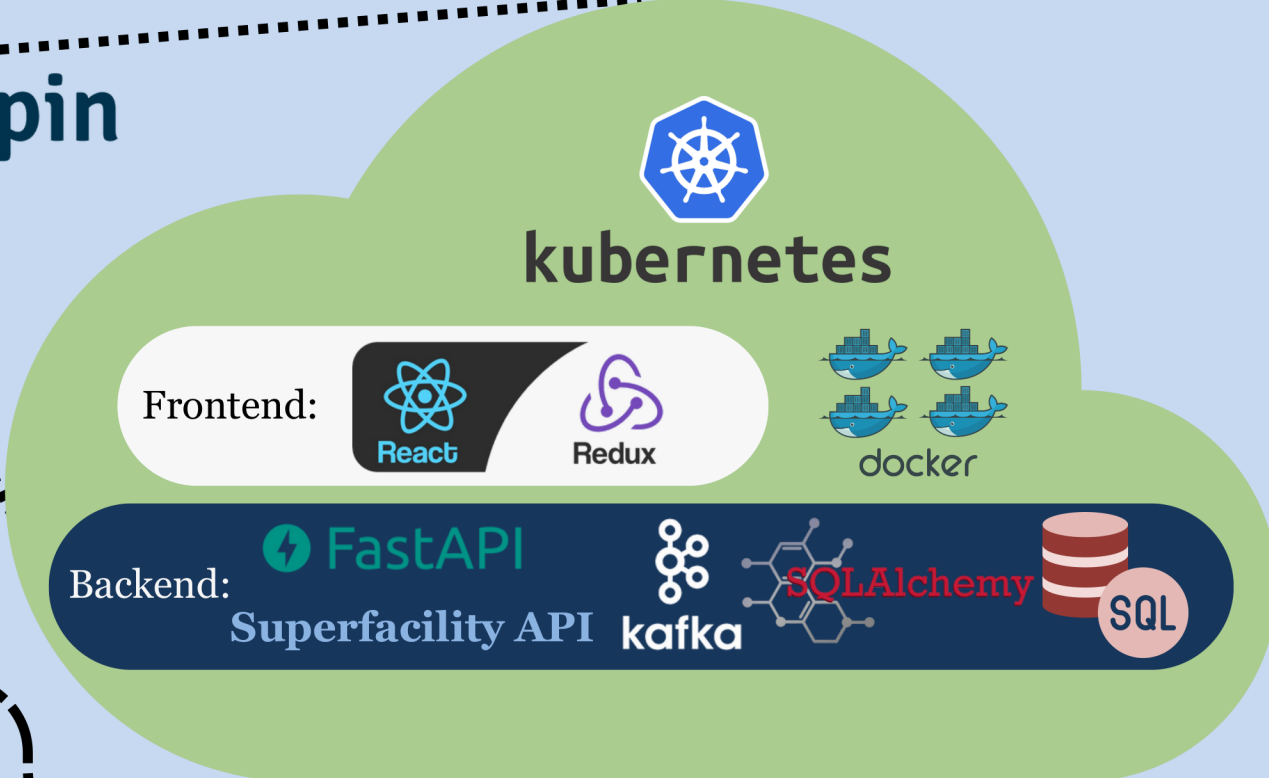 pin
kubernetes
Frontend:
React
Redux
docker
Backend:
FastAPI
Superfacility API
kafka
SQLAlchemy
SQL